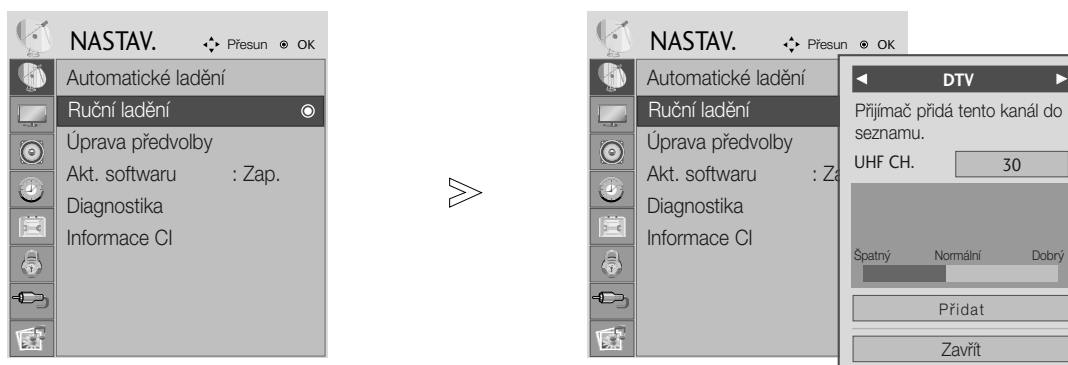 NASTAV. Přesun OK
Automatické ladění
Ruční ladění
Úprava předvolby
Akt. softwaru : Zap.
Diagnostika
Informace CI
NASTAV. Přesun OK
Automatické ladění
Ruční ladění
Úprava předvolby
Akt. softwaru : Za
Diagnostika
Informace CI
DTV
Přijímač přidá tento kanál do
seznamu.
UHF CH. 30
Špatný Normální Dobrý
Přidat
Zavřít